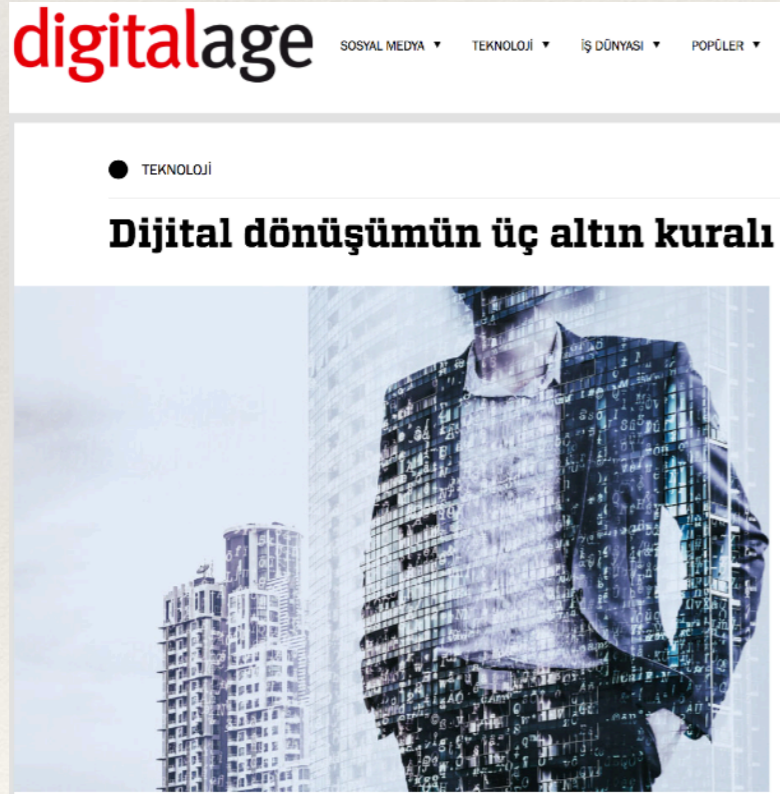 digitalage
SOSYAL MEDYA ▼ TEKNOLOJİ ▼ İŞ DÜNYASI ▼ POPÜLER ▼
TEKNOLOJİ
Dijital dönüşümün üç altın kuralı